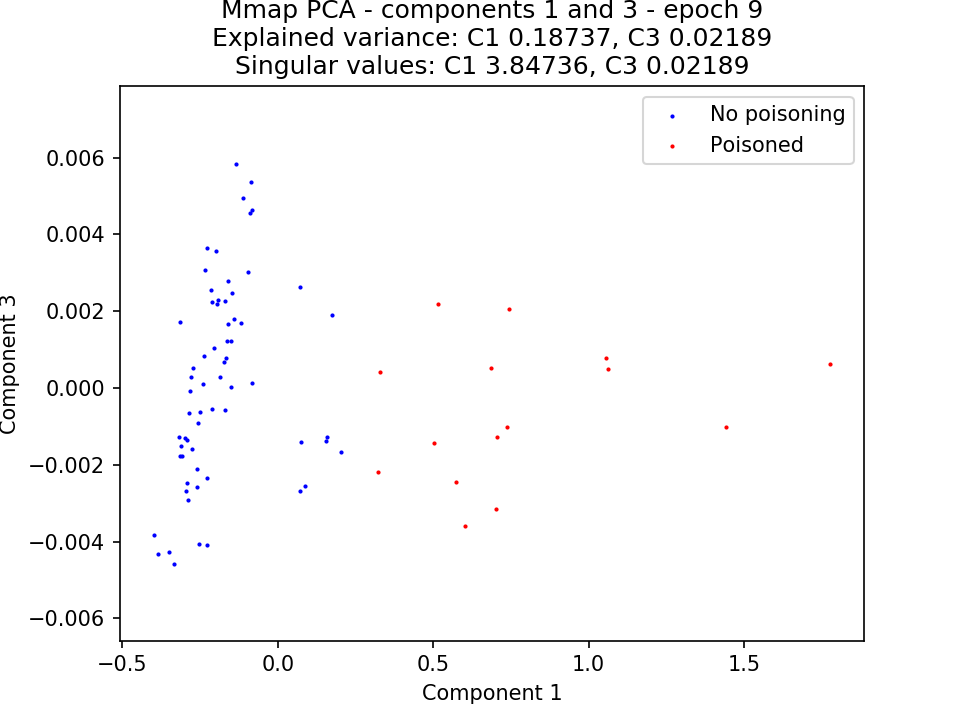 Mmap PCA - components 1 and 3 - epoch 9
Explained variance: C1 0.18737, C3 0.02189
Singular values: C1 3.84736, C3 0.02189
No poisoning
Poisoned
0.006
0.004
0.002
0.000
−0.002
−0.004
−0.006
Component 3
−0.5
0.0
0.5
1.0
1.5
Component 1